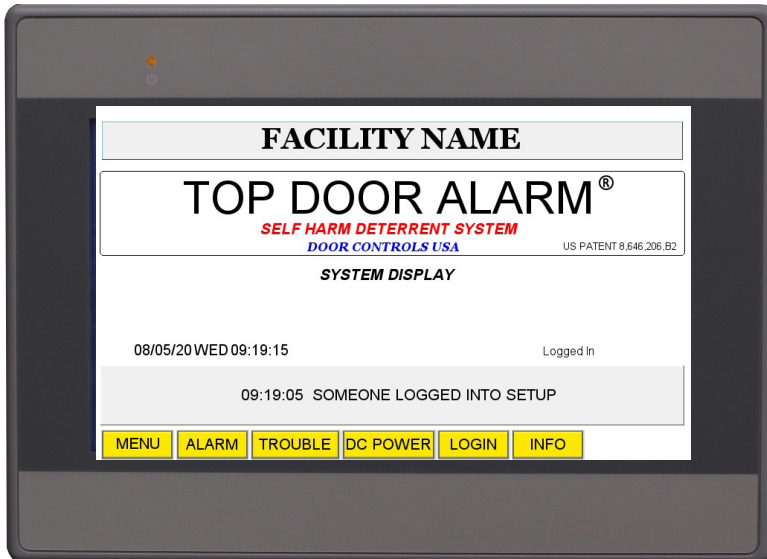 FACILITY NAME
TOP DOOR ALARM®
SELF HARM DETERRENT SYSTEM
DOOR CONTROLS USA
US PATENT 8,646,206,B2
SYSTEM DISPLAY
08/05/20 WED 09:19:15
Logged In
09:19:05 SOMEONE LOGGED INTO SETUP
MENU ALARM TROUBLE DC POWER LOGIN INFO